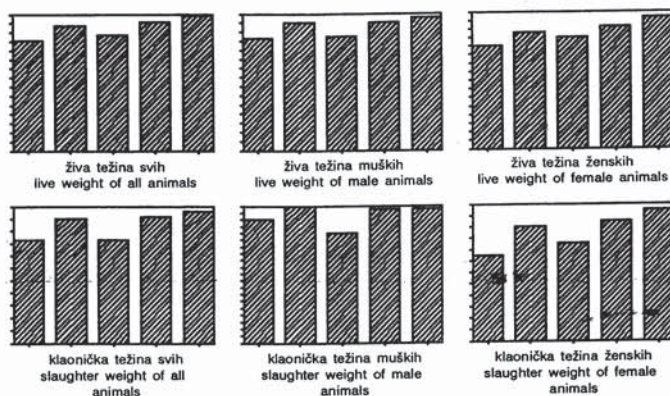 živa težina svih
live weight of all animals
živa težina muških
live weight of male animals
živa težina ženskih
live weight of female animals
klaonička težina svih
slaughter weight of all
animals
klaonička težina muških
slaughter weight of male
animals
klaonička težina ženskih
slaughter weight of female
animals